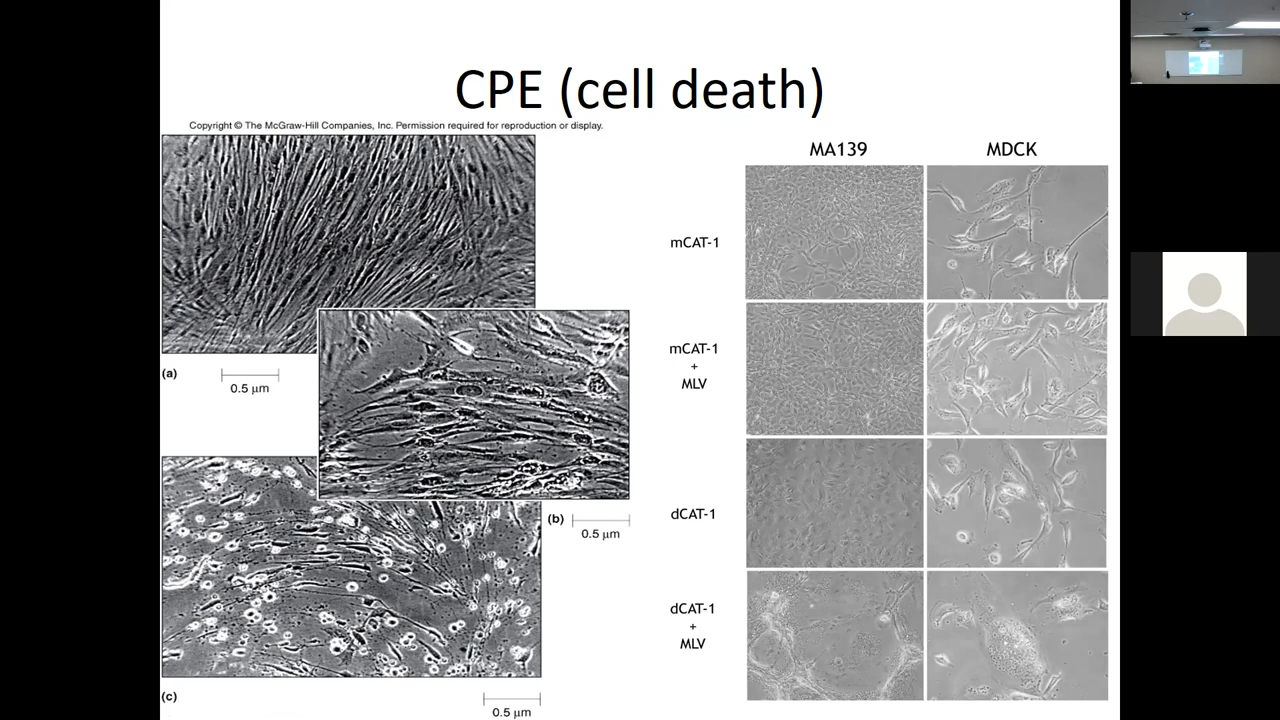 CPE (cell death)
Copyright © The McGraw-Hill Companies, Inc. Permission required for reproduction or display.
MA139 MDCK
mCAT-1
mCAT-1
+
MLV
dCAT-1
dCAT-1
+
MLV
(a)
0.5 µm
(b)
0.5 µm
(c)
0.5 µm